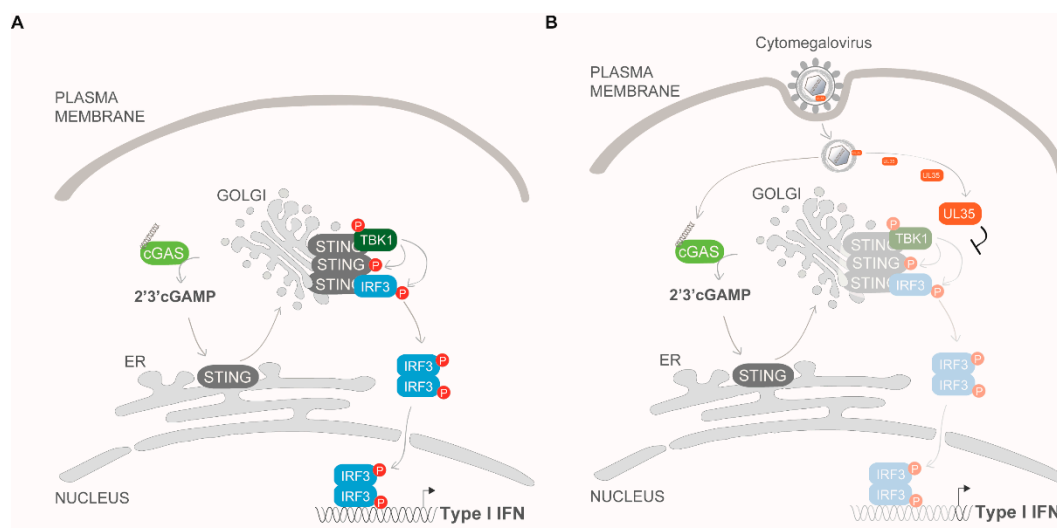 A
PLASMA
MEMBRANE
GOLGI
P
TBK1
STING
cGAS
STING
P
STING
IRF3
P
2'3'cGAMP
ER
STING
IRF3
P
IRF3
P
NUCLEUS
IRF3
P
IRF3
P
Type I IFN
B
Cytomegalovirus
PLASMA
MEMBRANE
UL35
GOLGI
UL35
P
TBK1
STING
cGAS
STING
P
STING
IRF3
P
2'3'cGAMP
ER
STING
IRF3
P
IRF3
P
NUCLEUS
IRF3
P
IRF3
P
Type I IFN